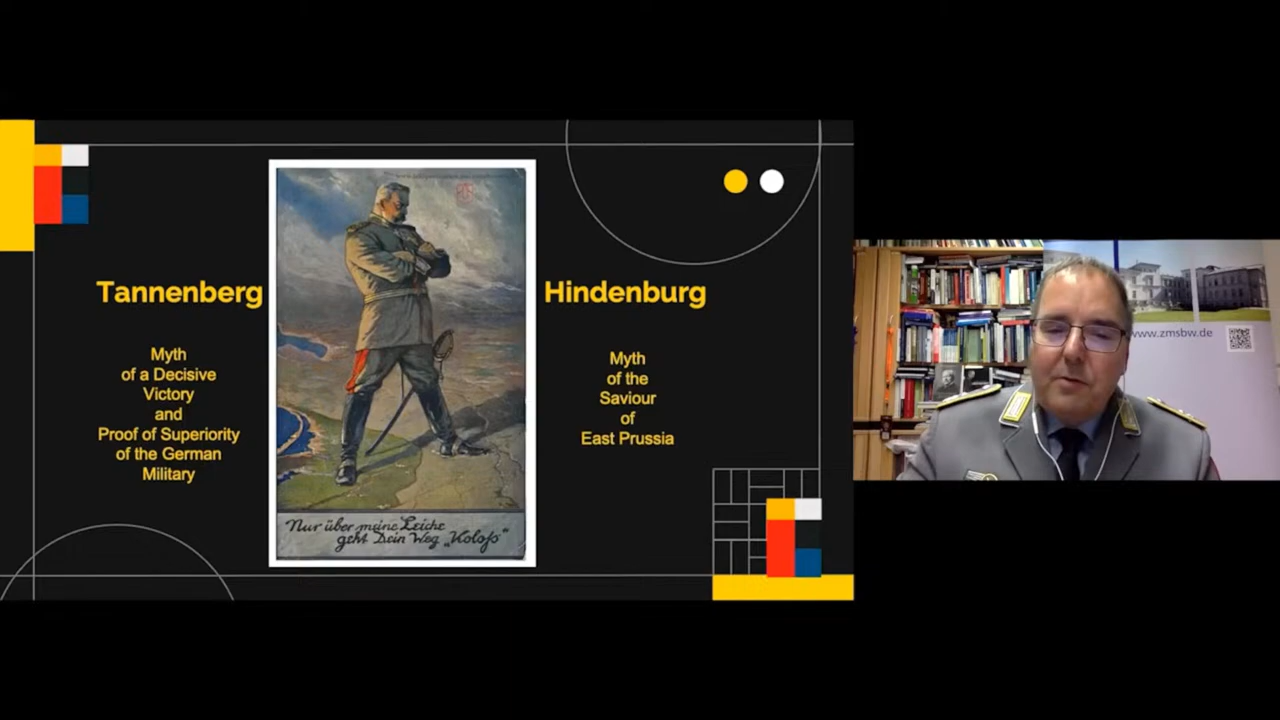 Tannenberg
Myth
of a Decisive
Victory
and
Proof of Superiority
of the German
Military
Nur über meine Leiche
geht Dein Weg „Koloß“
Hindenburg
Myth
of the
Saviour
of
East Prussia
www.zmsbw.de